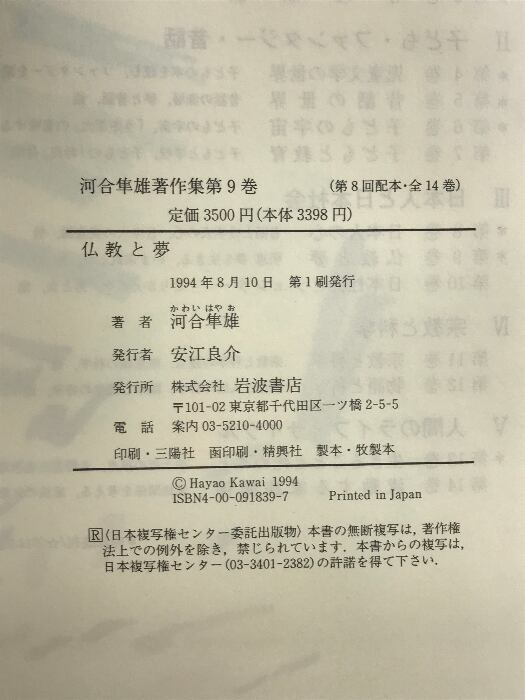 河合隼雄著作集第9巻 (第8回配本・全14巻)
定価3500円(本体3398円)
仏教と夢
1994年8月10日 第1刷発行
かわい はや お
著者 河合隼雄
発行者 安江良介
発行所 株式会社 岩波書店
〒101-02 東京都千代田区一ツ橋2-5-5
電話 案内03-5210-4000
印刷・三陽社 函印刷・精興社 製本・牧製本
© Hayao Kawai 1994
ISBN4-00-091839-7 Printed in Japan
R〈日本複写権センター委託出版物〉本書の無断複写は,著作権
法上での例外を除き,禁じられています.本書からの複写は,
日本複写権センター(03-3401-2382)の許諾を得て下さい.